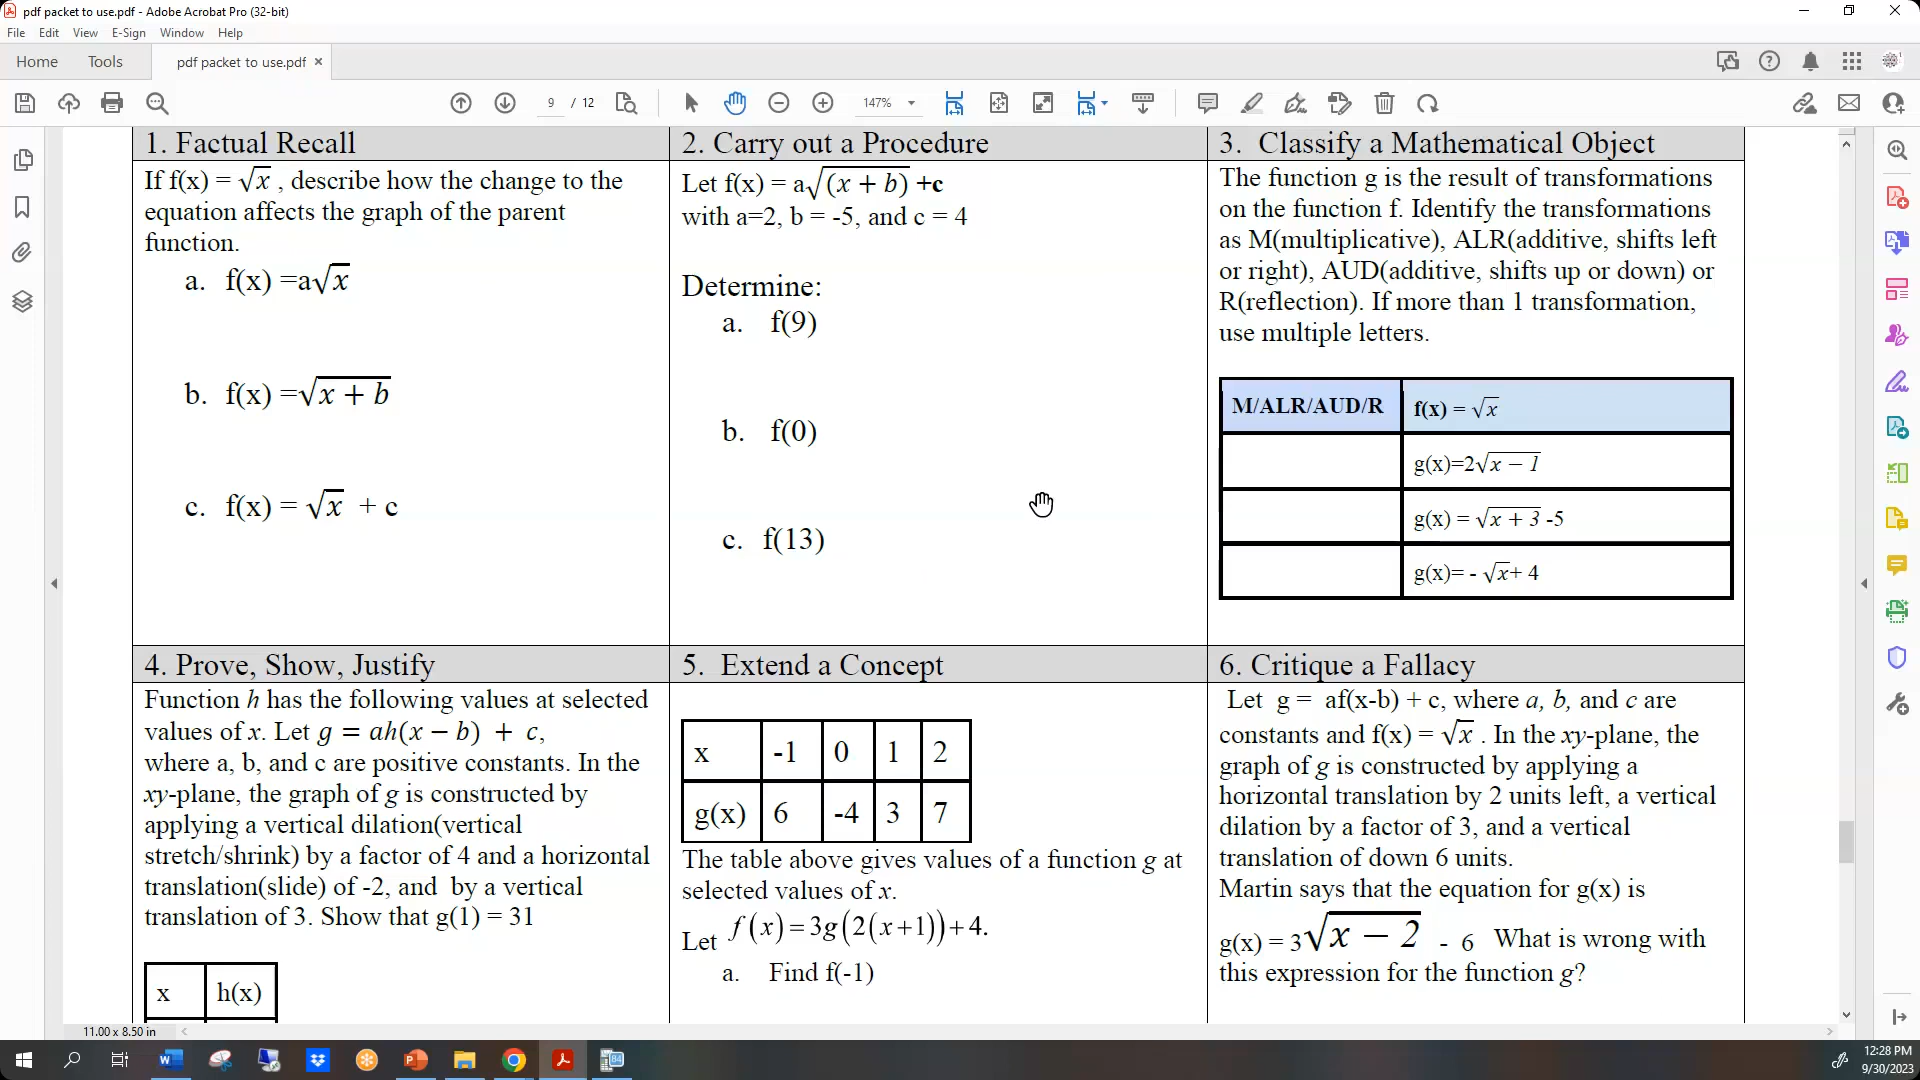 pdf packet to use.pdf - Adobe Acrobat Pro (32-bit)
File Edit View E-Sign Window Help
Home Tools pdf packet to use.pdf ×
9 / 12 147%
1. Factual Recall
If f(x) = √x , describe how the change to the
equation affects the graph of the parent
function.
a. f(x) =a√x
b. f(x) =√x + b
c. f(x) = √x + c
2. Carry out a Procedure
Let f(x) = a√(x + b) +c
with a=2, b = -5, and c = 4
Determine:
a. f(9)
b. f(0)
c. f(13)
3. Classify a Mathematical Object
The function g is the result of transformations
on the function f. Identify the transformations
as M(multiplicative), ALR(additive, shifts left
or right), AUD(additive, shifts up or down) or
R(reflection). If more than 1 transformation,
use multiple letters.
M/ALR/AUD/R f(x) = √x
g(x)=2√x − 1
g(x) = √x + 3 -5
g(x)= - √x+ 4
4. Prove, Show, Justify
Function h has the following values at selected
values of x. Let g = ah(x − b) + c,
where a, b, and c are positive constants. In the
xy-plane, the graph of g is constructed by
applying a vertical dilation(vertical
stretch/shrink) by a factor of 4 and a horizontal
translation(slide) of -2, and by a vertical
translation of 3. Show that g(1) = 31
x h(x)
5. Extend a Concept
x -1 0 1 2
g(x) 6 -4 3 7
The table above gives values of a function g at
selected values of x.
Let f(x)=3g(2(x+1))+4.
a. Find f(-1)
6. Critique a Fallacy
Let g = af(x-b) + c, where a, b, and c are
constants and f(x) = √x . In the xy-plane, the
graph of g is constructed by applying a
horizontal translation by 2 units left, a vertical
dilation by a factor of 3, and a vertical
translation of down 6 units.
Martin says that the equation for g(x) is
g(x) = 3√x − 2 - 6 What is wrong with
this expression for the function g?
11.00 x 8.50 in
12:28 PM
9/30/2023